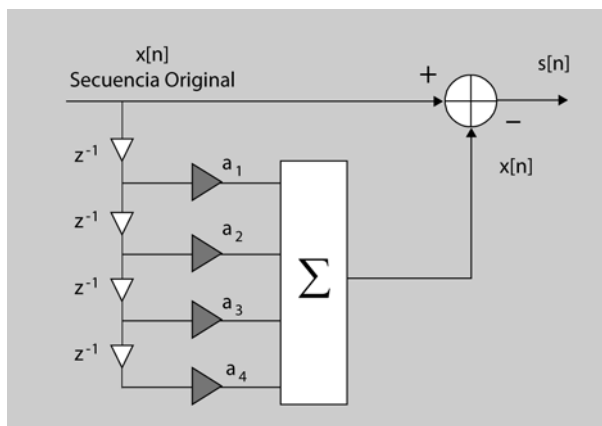 x[n]
Secuencia Original
+
s[n]
−
x[n]
z⁻¹
a₁
z⁻¹
a₂
Σ
z⁻¹
a₃
z⁻¹
a₄